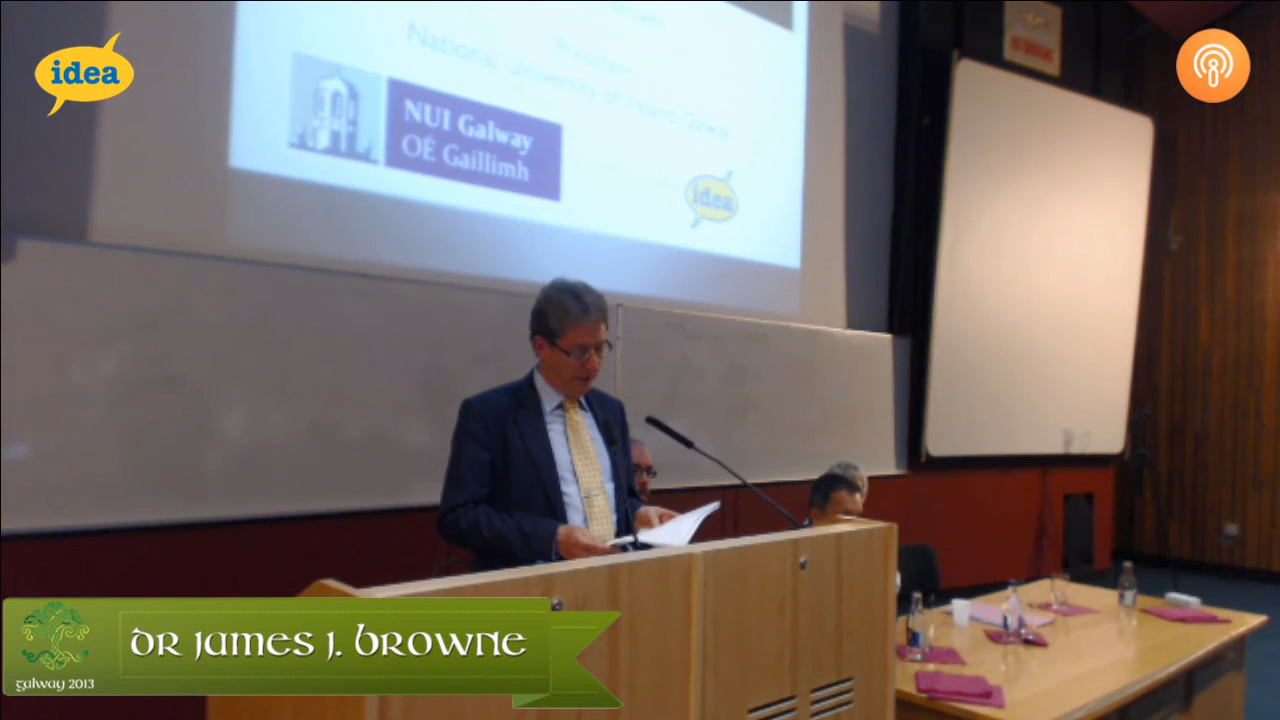 idea
President
National University of Ireland Galway
NUI Galway
OÉ Gaillimh
idea
DR JAMES J. BROWNE
galway 2013